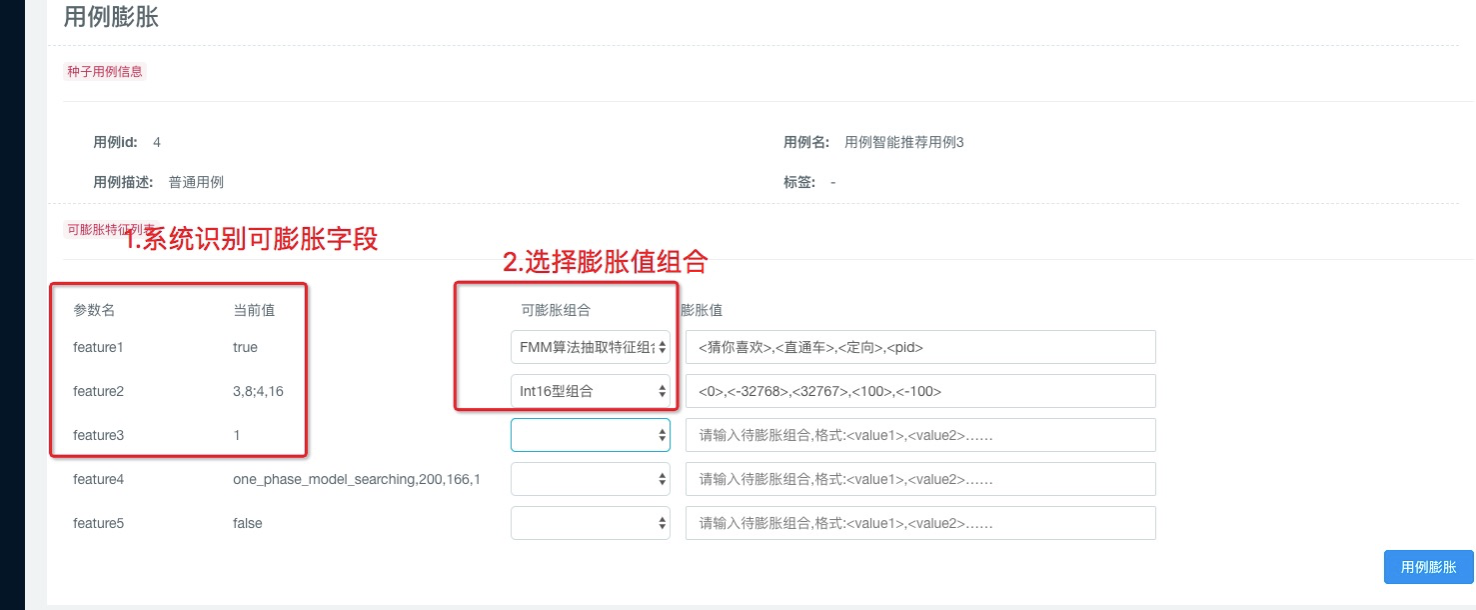 用例膨胀
种子用例信息
用例id: 4 用例名: 用例智能推荐用例3
用例描述: 普通用例 标签: -
可膨胀特征列表
1.系统识别可膨胀字段
2.选择膨胀值组合
参数名 当前值 可膨胀组合 膨胀值
feature1 true FMM算法抽取特征组合 <猜你喜欢>,<直通车>,<定向>,<pid>
feature2 3,8;4,16 Int16型组合 <0>,<-32768>,<32767>,<100>,<-100>
feature3 1 请输入待膨胀组合,格式:<value1>,<value2>……
feature4 one_phase_model_searching,200,166,1 请输入待膨胀组合,格式:<value1>,<value2>……
feature5 false 请输入待膨胀组合,格式:<value1>,<value2>……
用例膨胀